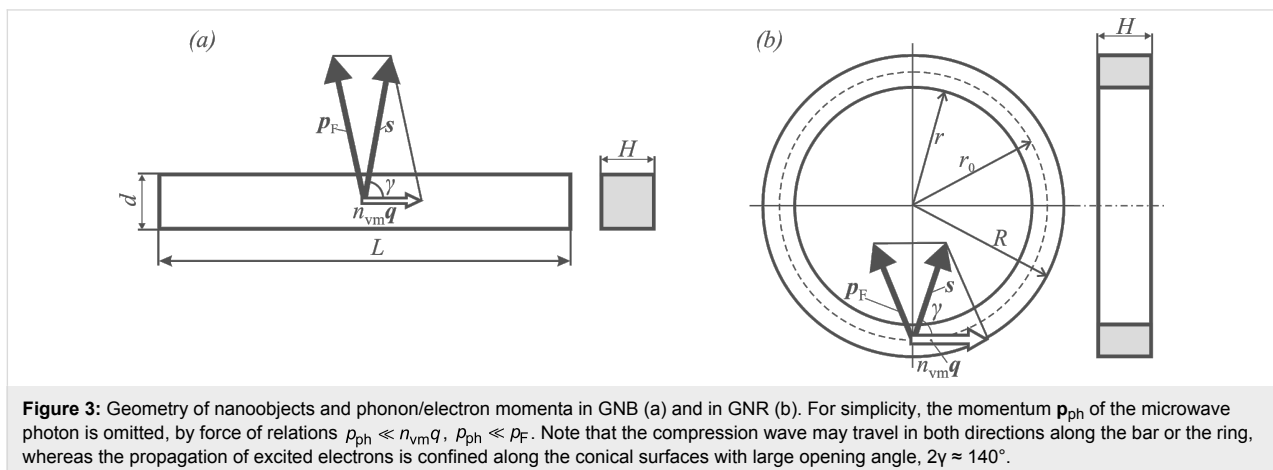 (a)
p_F
s
γ
n_vm q
d
L
H
(b)
r
r_0
R
p_F
s
γ
n_vm q
H
Figure 3: Geometry of nanoobjects and phonon/electron momenta in GNB (a) and in GNR (b). For simplicity, the momentum p_ph of the microwave
photon is omitted, by force of relations p_ph ≪ n_vm q, p_ph ≪ p_F. Note that the compression wave may travel in both directions along the bar or the ring,
whereas the propagation of excited electrons is confined along the conical surfaces with large opening angle, 2γ ≈ 140°.